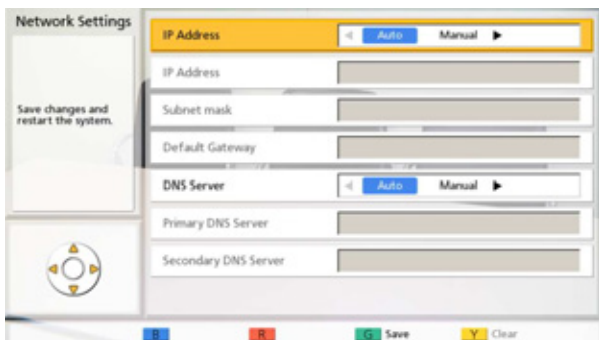 Network Settings
IP Address Auto Manual
IP Address
Save changes and
restart the system.
Subnet mask
Default Gateway
DNS Server Auto Manual
Primary DNS Server
Secondary DNS Server
B R G Save Y Clear